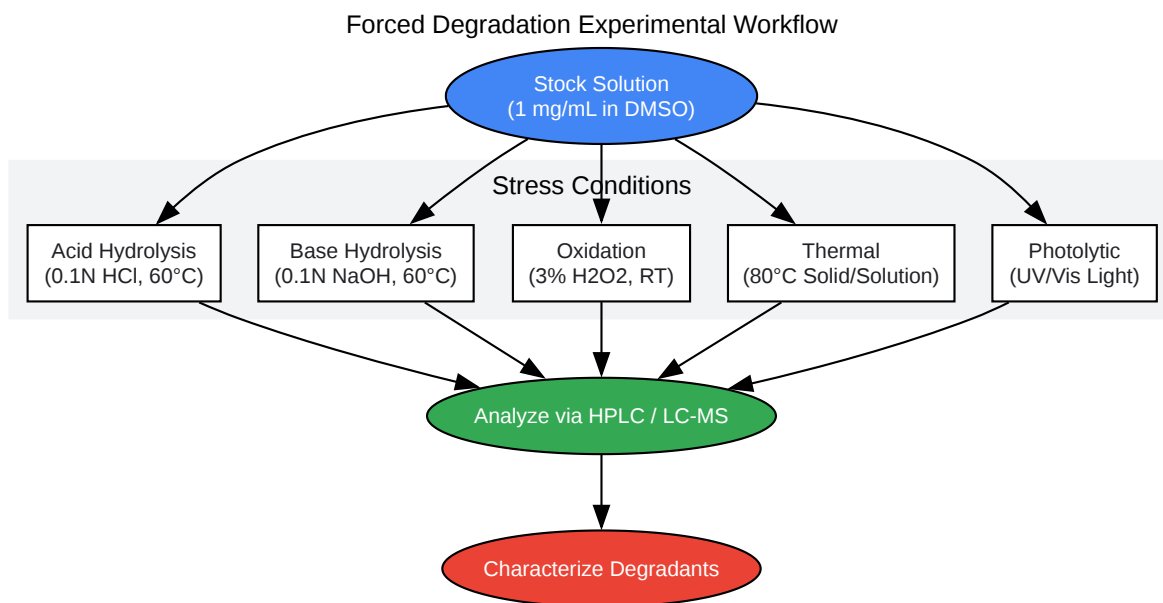 Forced Degradation Experimental Workflow
Stock Solution
(1 mg/mL in DMSO)
Stress Conditions
Acid Hydrolysis
(0.1N HCl, 60°C)
Base Hydrolysis
(0.1N NaOH, 60°C)
Oxidation
(3% H2O2, RT)
Thermal
(80°C Solid/Solution)
Photolytic
(UV/Vis Light)
Analyze via HPLC / LC-MS
Characterize Degradants